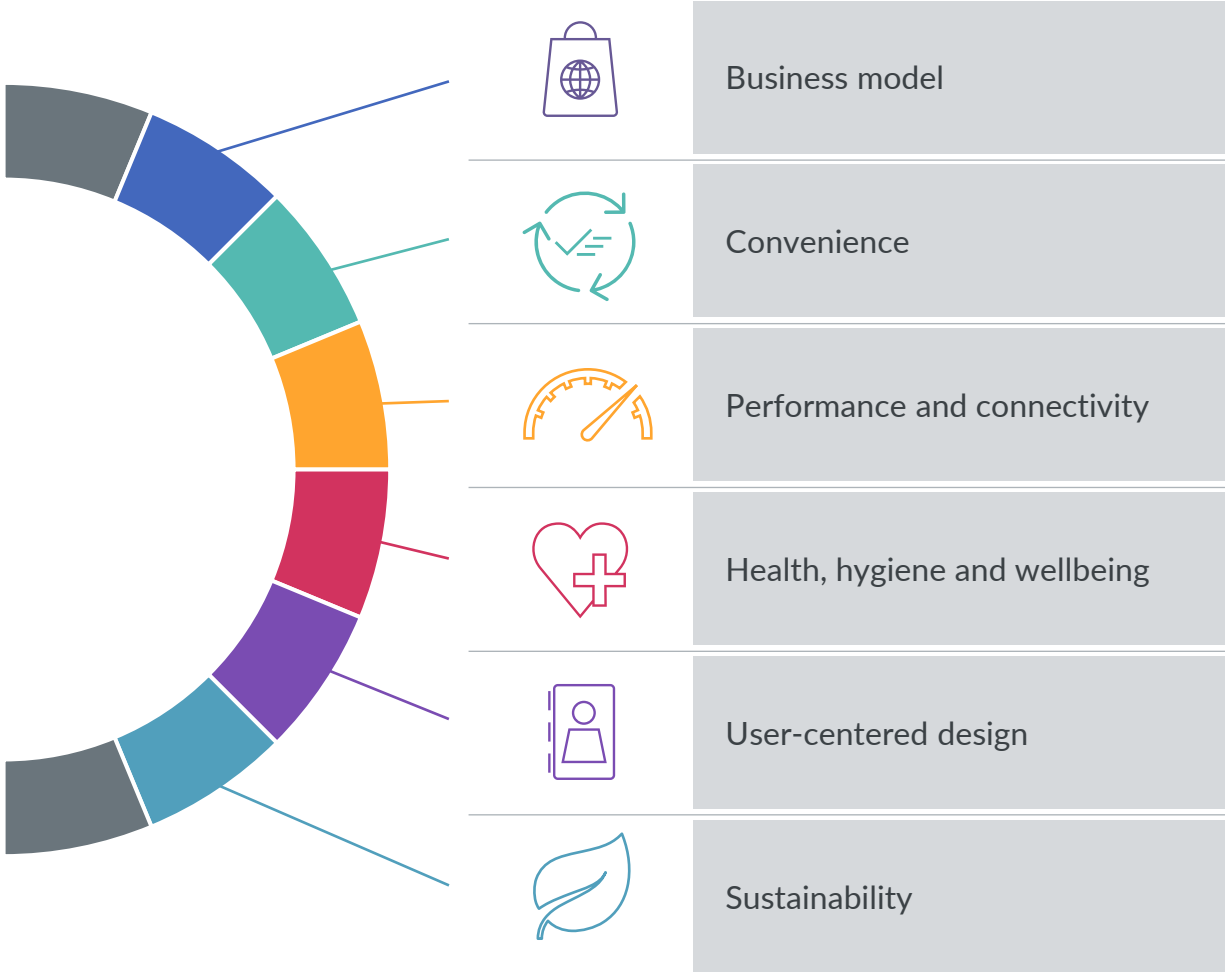 Business model
Convenience
Performance and connectivity
Health, hygiene and wellbeing
User-centered design
Sustainability